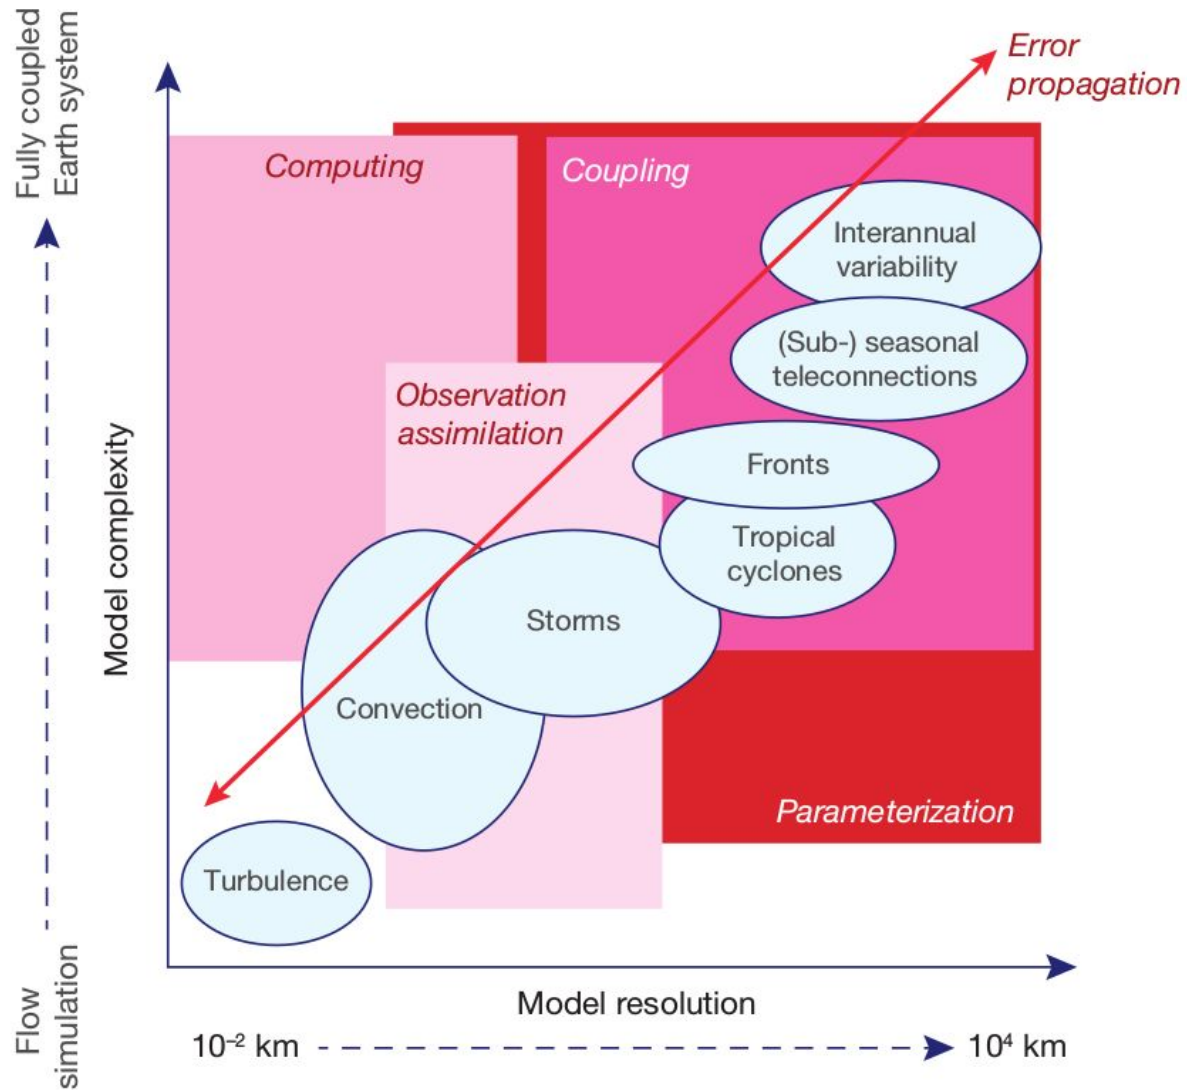 Fully coupled
Earth system
Error
propagation
Computing
Coupling
Interannual
variability
(Sub-) seasonal
teleconnections
Observation
assimilation
Fronts
Tropical
cyclones
Model complexity
Storms
Convection
Parameterization
Turbulence
Flow
simulation
Model resolution
10⁻² km
10⁴ km